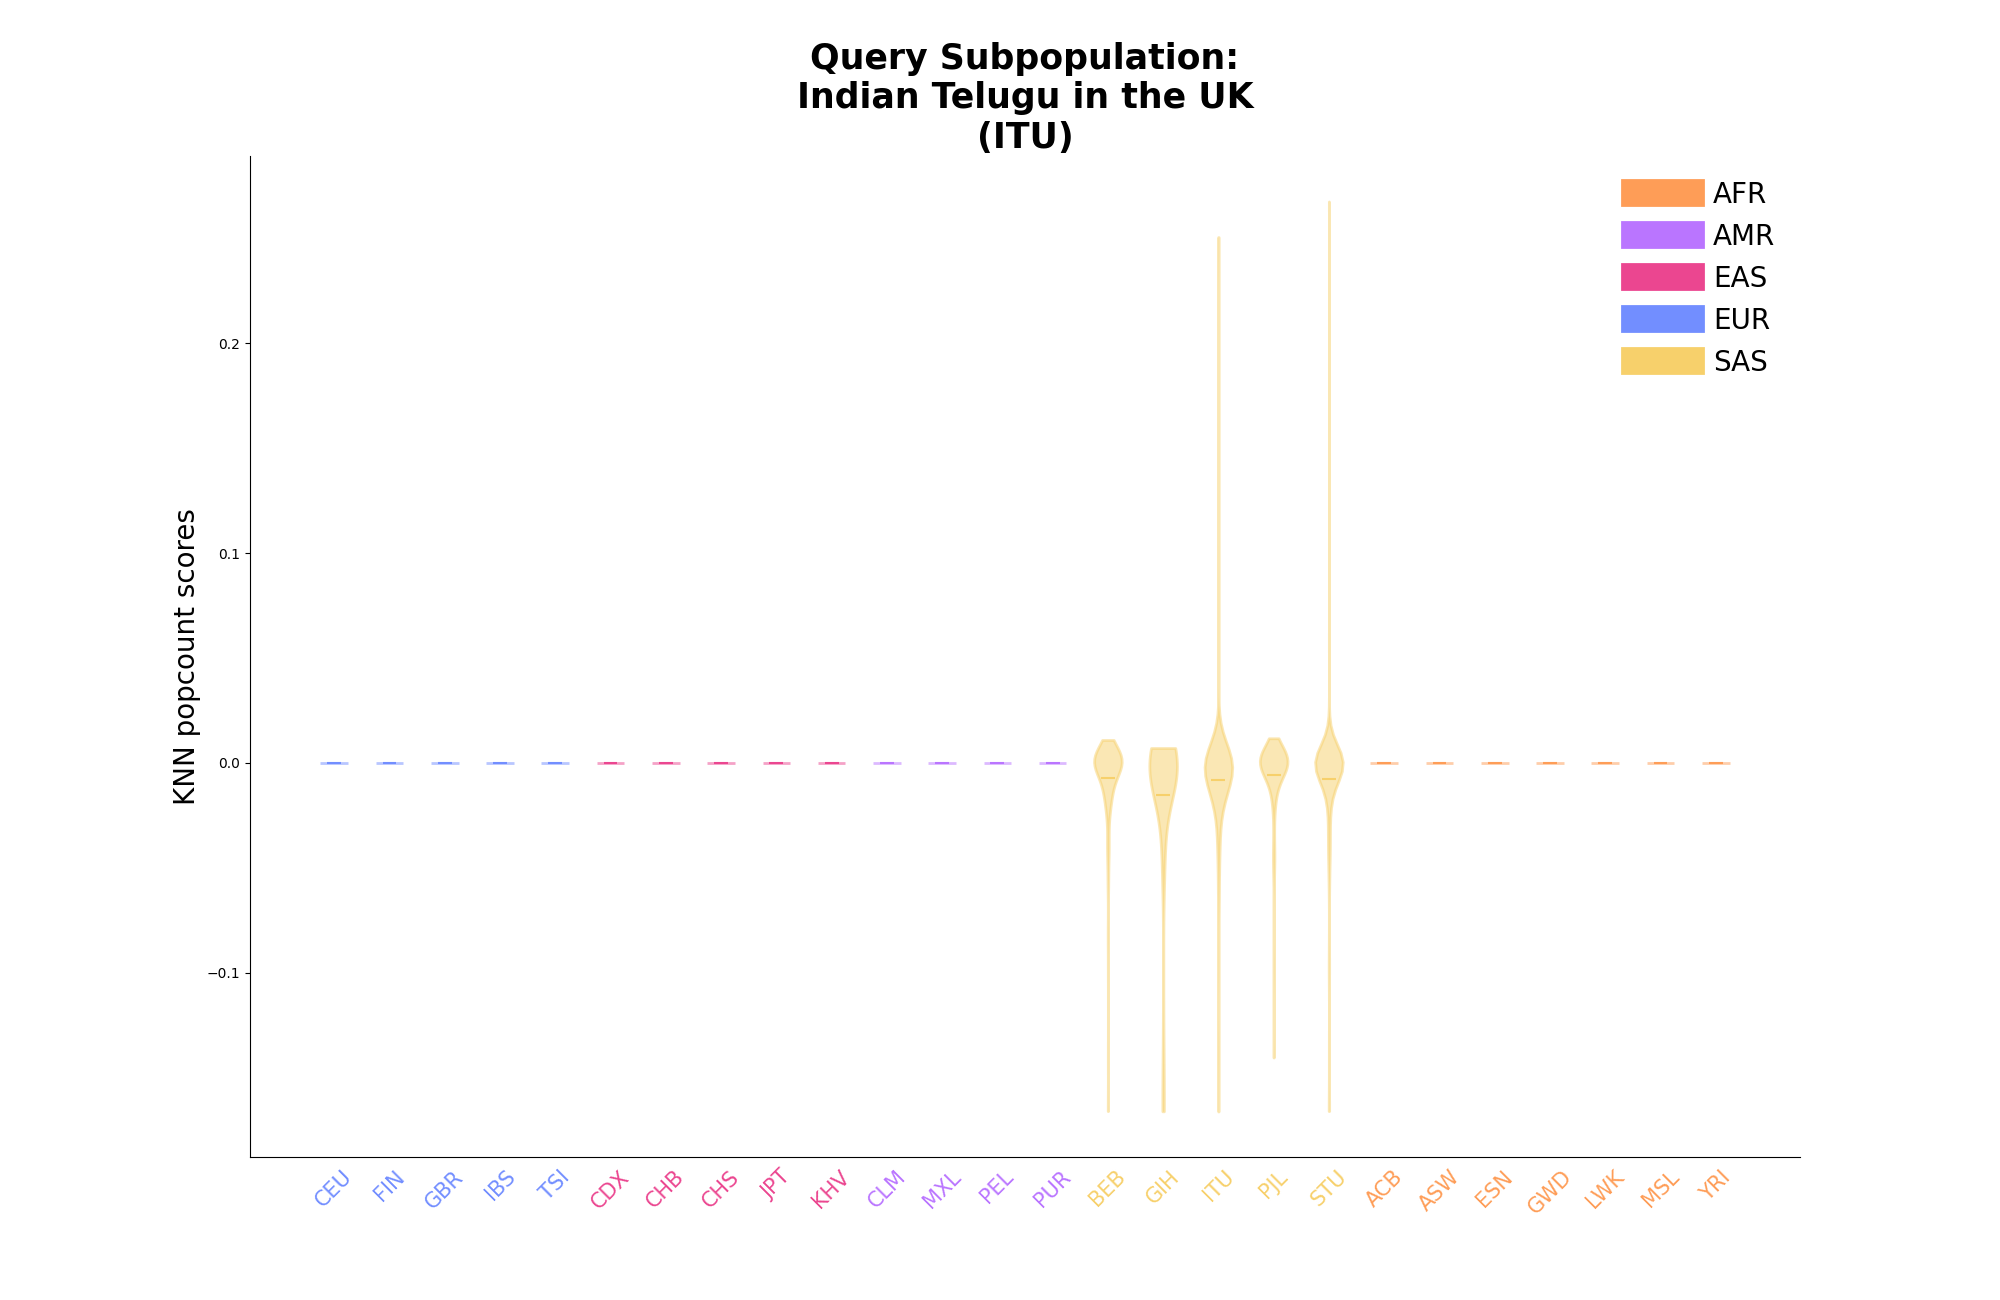 Query Subpopulation:
Indian Telugu in the UK
(ITU)
AFR
AMR
EAS
EUR
SAS
KNN popcount scores
0.2
0.1
0.0
−0.1
CEU FIN GBR IBS TSI CDX CHB CHS JPT KHV CLM MXL PEL PUR BEB GIH ITU PJL STU ACB ASW ESN GWD LWK MSL YRI